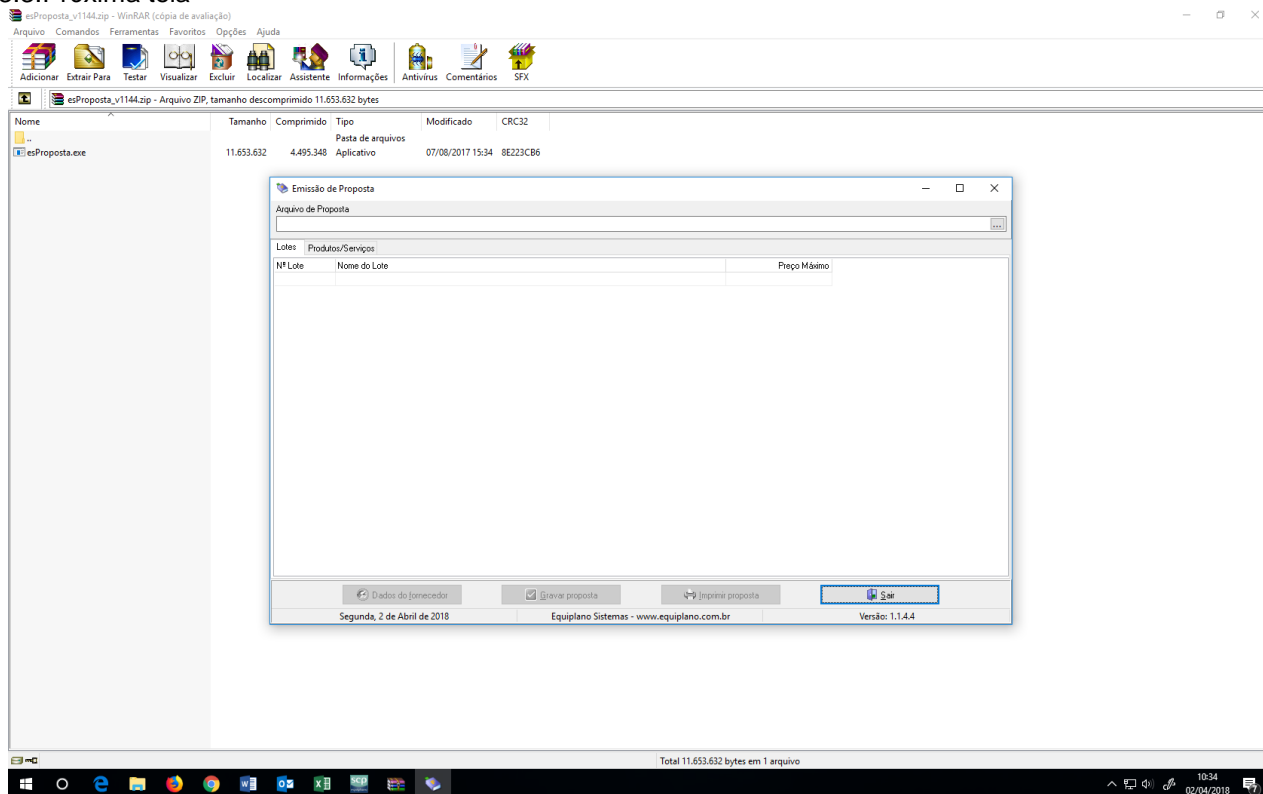 esProposta_v1144.zip - WinRAR (cópia de avaliação)
Arquivo Comandos Ferramentas Favoritos Opções Ajuda
Adicionar Extrair Para Testar Visualizar Excluir Localizar Assistente Informações Antivírus Comentários SFX
esProposta_v1144.zip - Arquivo ZIP, tamanho descomprimido 11.653.632 bytes
Nome Tamanho Comprimido Tipo Modificado CRC32
.. Pasta de arquivos
esProposta.exe 11.653.632 4.495.348 Aplicativo 07/08/2017 15:34 8E223CB6
Emissão de Proposta
Arquivo de Proposta
...
Lotes Produtos/Serviços
Nº Lote Nome do Lote Preço Máximo
Dados do fornecedor Gravar proposta Imprimir proposta Sair
Segunda, 2 de Abril de 2018 Equiplano Sistemas - www.equiplano.com.br Versão: 1.1.4.4
Total 11.653.632 bytes em 1 arquivo
10:34
02/04/2018